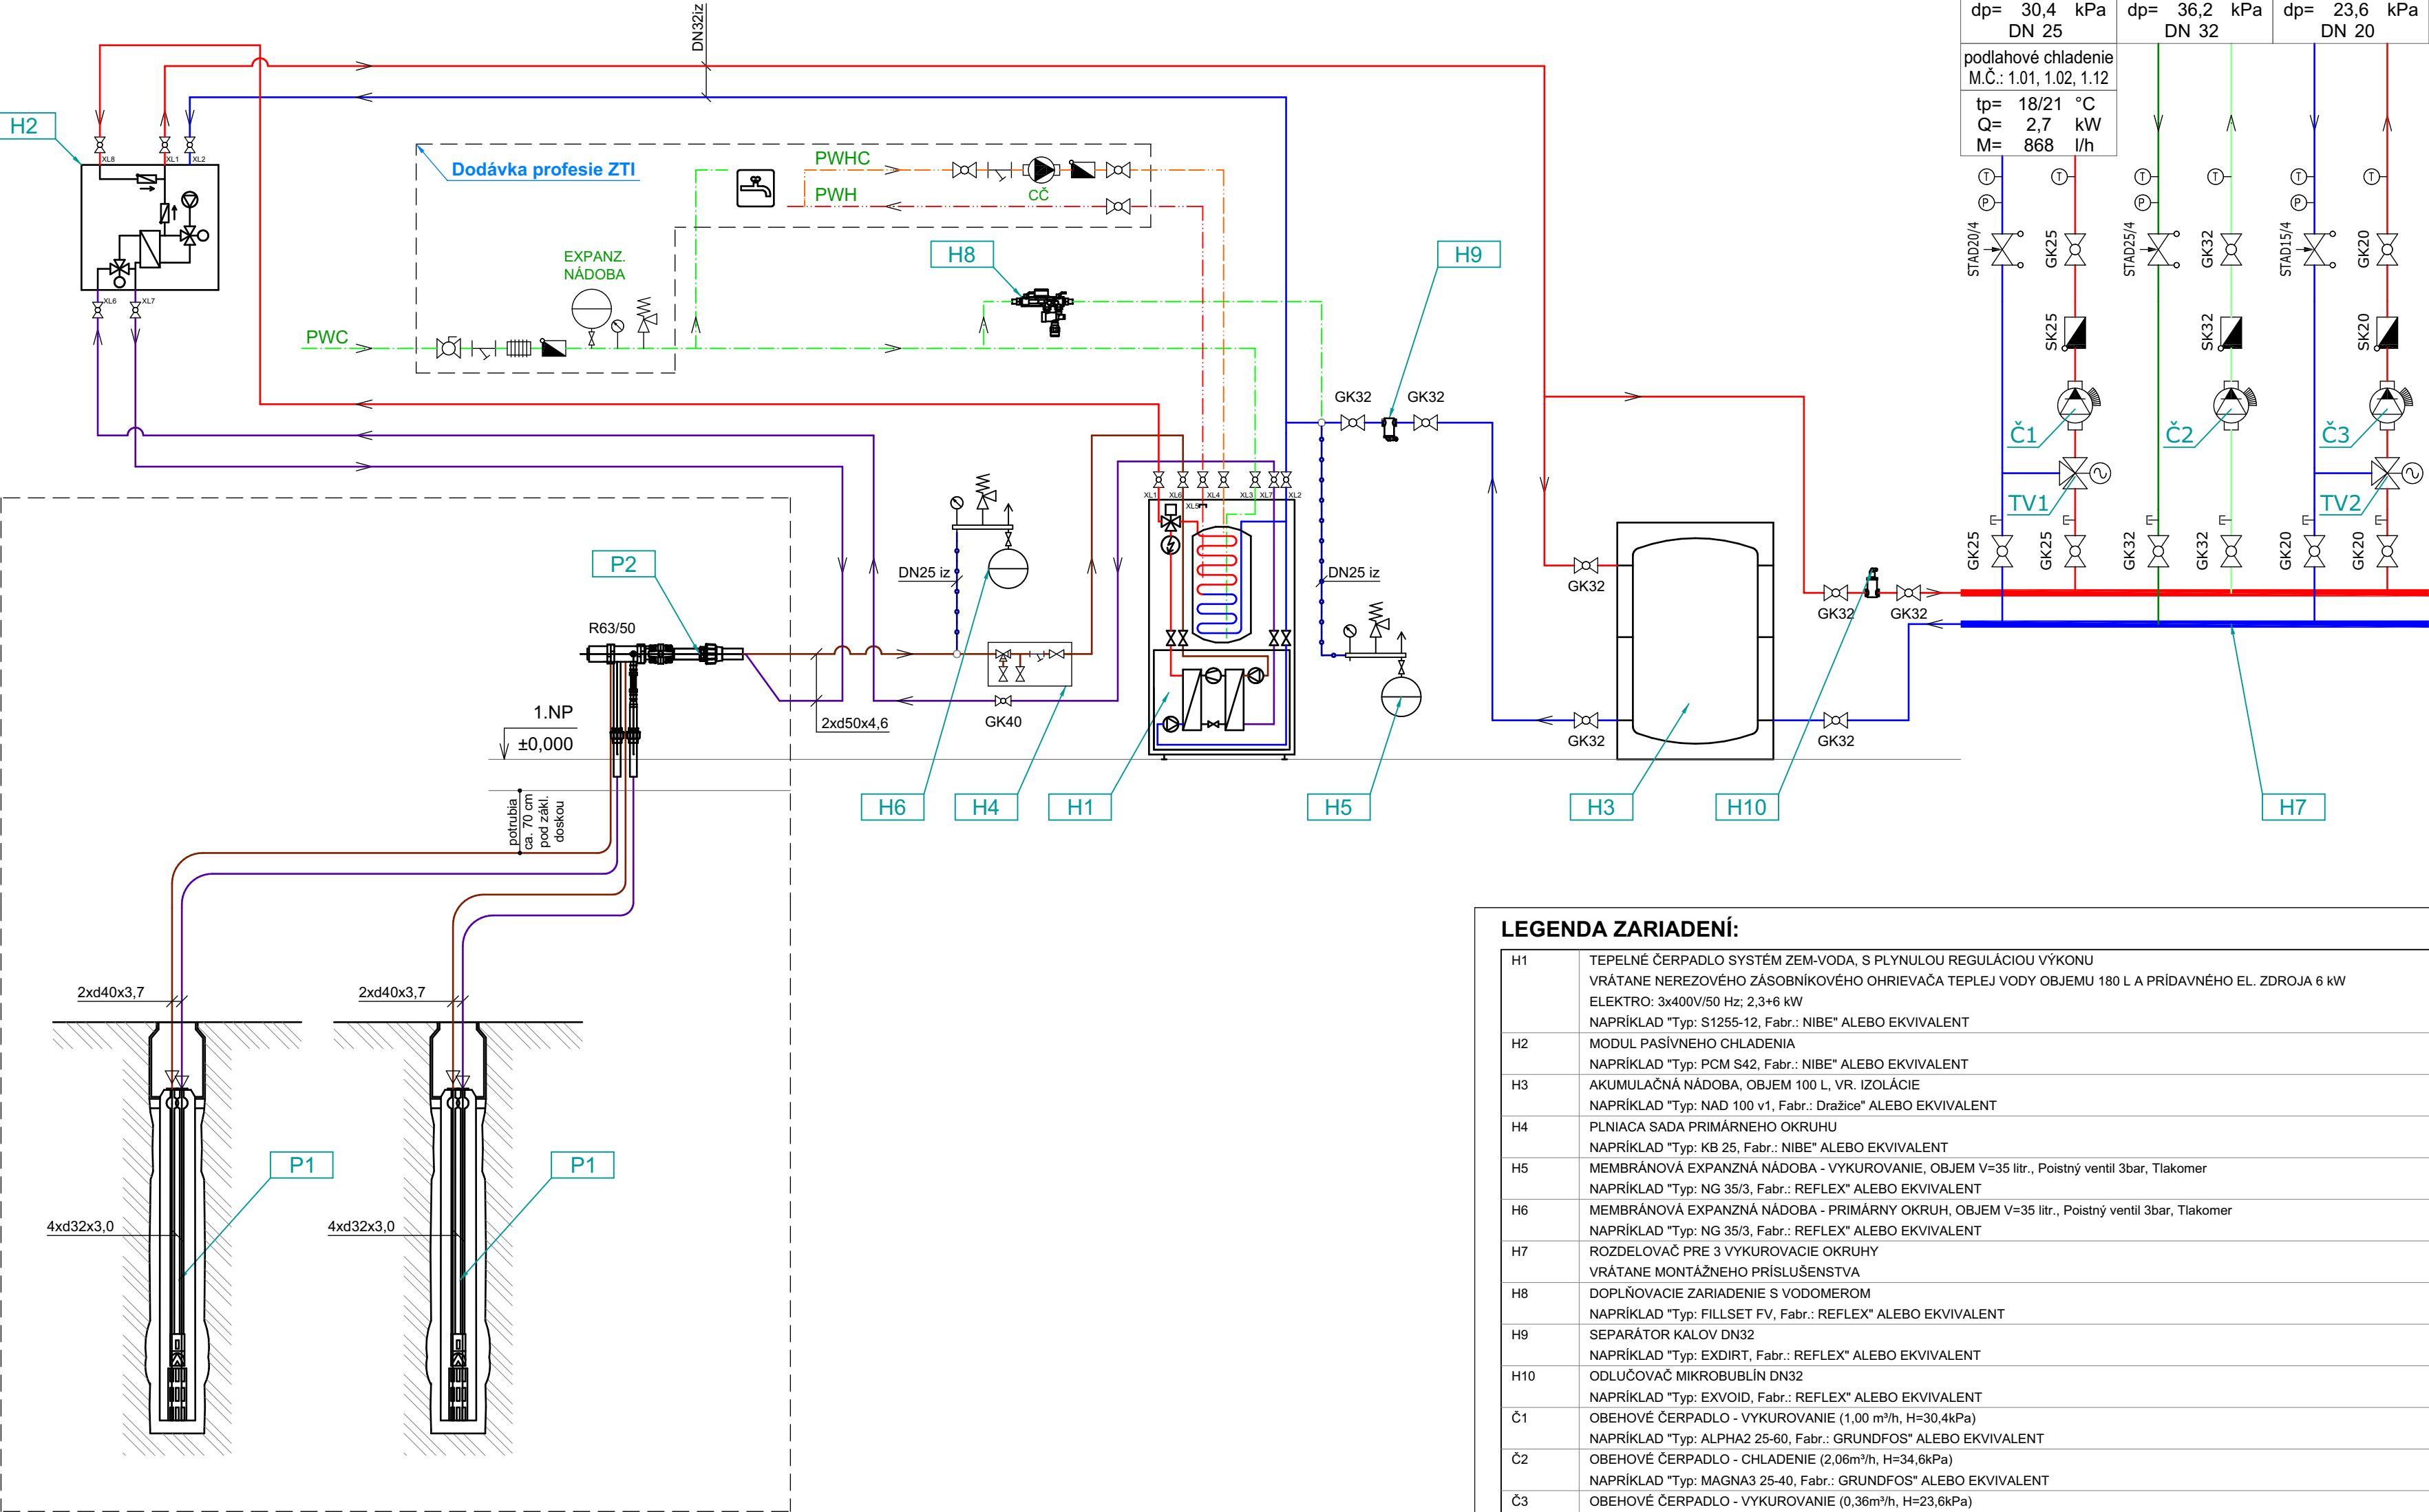 DN32iz
dp= 30,4 kPa
DN 25
dp= 36,2 kPa
DN 32
dp= 23,6 kPa
DN 20
podlahové chladenie
M.Č.: 1.01, 1.02, 1.12
tp= 18/21 °C
Q= 2,7 kW
M= 868 l/h
H2
XL8
XL1
XL2
XL6
XL7
Dodávka profesie ZTI
PWHC
PWH
CČ
EXPANZ.
NÁDOBA
PWC
H8
H9
T
T
T
T
T
T
P
P
P
STAD20/4
GK25
STAD25/4
GK32
STAD15/4
GK20
SK25
SK32
SK20
Č1
Č2
Č3
TV1
TV2
GK25
GK25
GK32
GK32
GK20
GK20
GK32
GK32
XL1
XL6
XL4
XL3
XL7
XL2
XL5
P2
R63/50
DN25 iz
DN25 iz
GK32
GK32
GK32
GK32
GK32
1.NP
±0,000
2xd50x4,6
GK40
potrubia
ca. 70 cm
pod zákl.
doskou
H6
H4
H1
H5
H3
H10
H7
2xd40x3,7
2xd40x3,7
P1
P1
4xd32x3,0
4xd32x3,0
LEGENDA ZARIADENÍ:
H1 TEPELNÉ ČERPADLO SYSTÉM ZEM-VODA, S PLYNULOU REGULÁCIOU VÝKONU
VRÁTANE NEREZOVÉHO ZÁSOBNÍKOVÉHO OHRIEVAČA TEPLEJ VODY OBJEMU 180 L A PRÍDAVNÉHO EL. ZDROJA 6 kW
ELEKTRO: 3x400V/50 Hz; 2,3+6 kW
NAPRÍKLAD "Typ: S1255-12, Fabr.: NIBE" ALEBO EKVIVALENT
H2 MODUL PASÍVNEHO CHLADENIA
NAPRÍKLAD "Typ: PCM S42, Fabr.: NIBE" ALEBO EKVIVALENT
H3 AKUMULAČNÁ NÁDOBA, OBJEM 100 L, VR. IZOLÁCIE
NAPRÍKLAD "Typ: NAD 100 v1, Fabr.: Dražice" ALEBO EKVIVALENT
H4 PLNIACA SADA PRIMÁRNEHO OKRUHU
NAPRÍKLAD "Typ: KB 25, Fabr.: NIBE" ALEBO EKVIVALENT
H5 MEMBRÁNOVÁ EXPANZNÁ NÁDOBA - VYKUROVANIE, OBJEM V=35 litr., Poistný ventil 3bar, Tlakomer
NAPRÍKLAD "Typ: NG 35/3, Fabr.: REFLEX" ALEBO EKVIVALENT
H6 MEMBRÁNOVÁ EXPANZNÁ NÁDOBA - PRIMÁRNY OKRUH, OBJEM V=35 litr., Poistný ventil 3bar, Tlakomer
NAPRÍKLAD "Typ: NG 35/3, Fabr.: REFLEX" ALEBO EKVIVALENT
H7 ROZDELOVAČ PRE 3 VYKUROVACIE OKRUHY
VRÁTANE MONTÁŽNEHO PRÍSLUŠENSTVA
H8 DOPLŇOVACIE ZARIADENIE S VODOMEROM
NAPRÍKLAD "Typ: FILLSET FV, Fabr.: REFLEX" ALEBO EKVIVALENT
H9 SEPARÁTOR KALOV DN32
NAPRÍKLAD "Typ: EXDIRT, Fabr.: REFLEX" ALEBO EKVIVALENT
H10 ODLUČOVAČ MIKROBUBLÍN DN32
NAPRÍKLAD "Typ: EXVOID, Fabr.: REFLEX" ALEBO EKVIVALENT
Č1 OBEHOVÉ ČERPADLO - VYKUROVANIE (1,00 m³/h, H=30,4kPa)
NAPRÍKLAD "Typ: ALPHA2 25-60, Fabr.: GRUNDFOS" ALEBO EKVIVALENT
Č2 OBEHOVÉ ČERPADLO - CHLADENIE (2,06m³/h, H=34,6kPa)
NAPRÍKLAD "Typ: MAGNA3 25-40, Fabr.: GRUNDFOS" ALEBO EKVIVALENT
Č3 OBEHOVÉ ČERPADLO - VYKUROVANIE (0,36m³/h, H=23,6kPa)